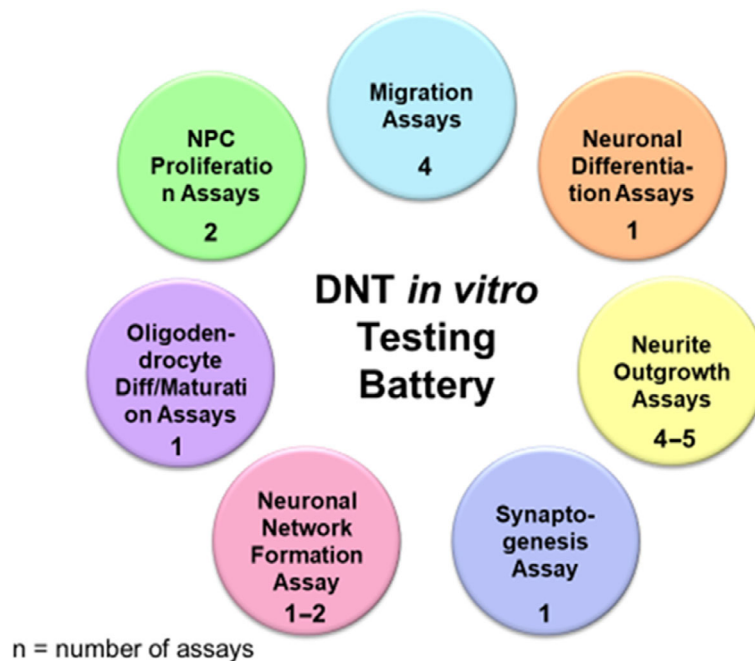 Migration
Assays
4
NPC
Proliferatio
n Assays
2
Neuronal
Differentia-
tion Assays
1
DNT in vitro
Testing
Battery
Oligoden-
drocyte
Diff/Maturati
on Assays
1
Neurite
Outgrowth
Assays
4–5
Neuronal
Network
Formation
Assay
1–2
Synapto-
genesis
Assay
1
n = number of assays